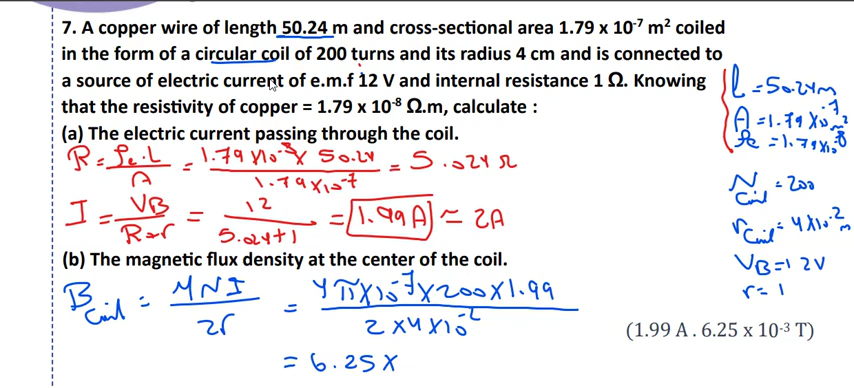 7. A copper wire of length 50.24 m and cross-sectional area 1.79 x 10⁻⁷ m² coiled
in the form of a circular coil of 200 turns and its radius 4 cm and is connected to
a source of electric current of e.m.f 12 V and internal resistance 1 Ω. Knowing
that the resistivity of copper = 1.79 x 10⁻⁸ Ω.m, calculate :
l = 50.24 m
A = 1.79 x 10⁻⁷ m²
ρe = 1.79 x 10⁻⁸
(a) The electric current passing through the coil.
R = ρe.L / A = 1.79 x 10⁻⁸ x 50.24 / 1.79 x 10⁻⁷ = 5.024 Ω
I = VB / R+r = 12 / 5.024+1 = 1.99 A ≃ 2A
N coil = 200
r coil = 4 x 10⁻² m
VB = 12 V
r = 1
(b) The magnetic flux density at the center of the coil.
B coil = μNI / 2r = 4π x 10⁻⁷ x 200 x 1.99 / 2 x 4 x 10⁻²
(1.99 A . 6.25 x 10⁻³ T)
= 6.25 x